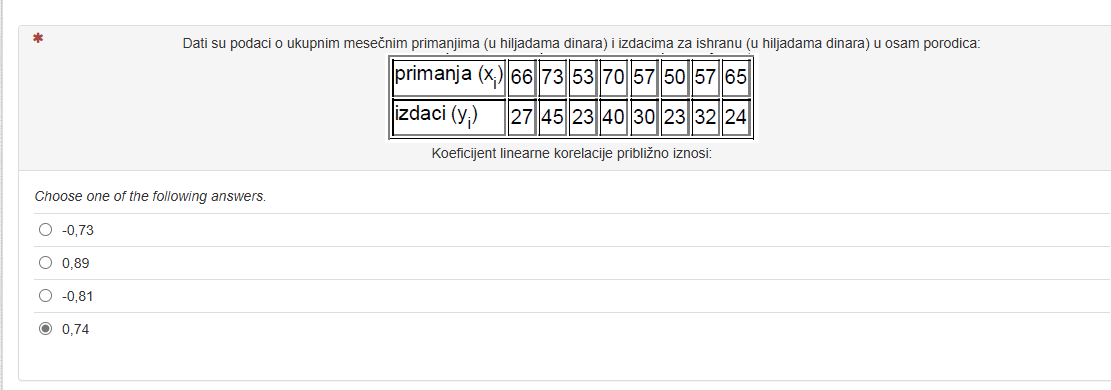 *
Dati su podaci o ukupnim mesečnim primanjima (u hiljadama dinara) i izdacima za ishranu (u hiljadama dinara) u osam porodica:
primanja (xi) 66 73 53 70 57 50 57 65
izdaci (yi) 27 45 23 40 30 23 32 24
Koeficijent linearne korelacije približno iznosi:
Choose one of the following answers.
-0,73
0,89
-0,81
0,74